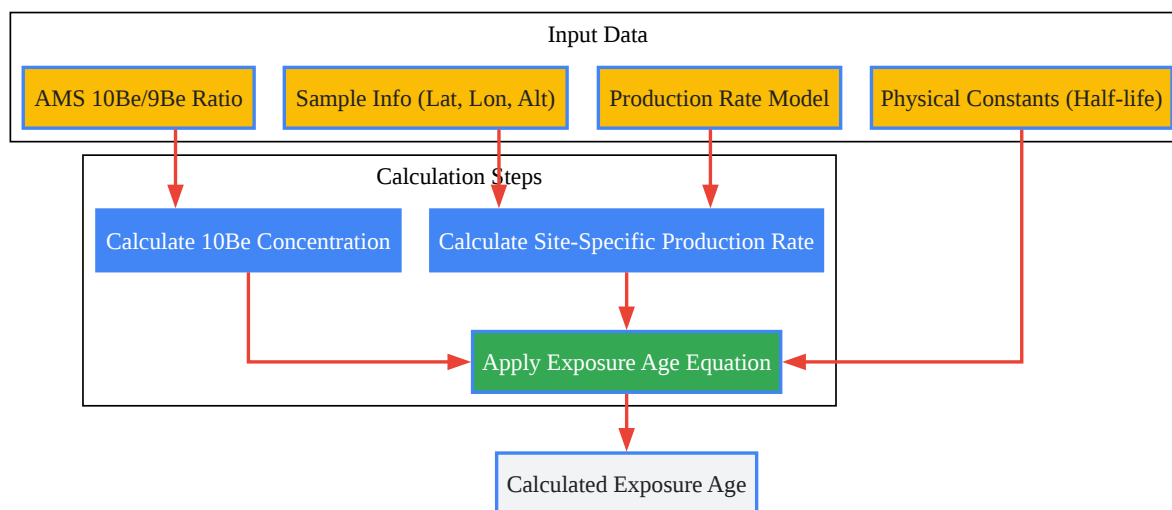 Input Data
AMS 10Be/9Be Ratio
Sample Info (Lat, Lon, Alt)
Production Rate Model
Physical Constants (Half-life)
Calculation Steps
Calculate 10Be Concentration
Calculate Site-Specific Production Rate
Apply Exposure Age Equation
Calculated Exposure Age